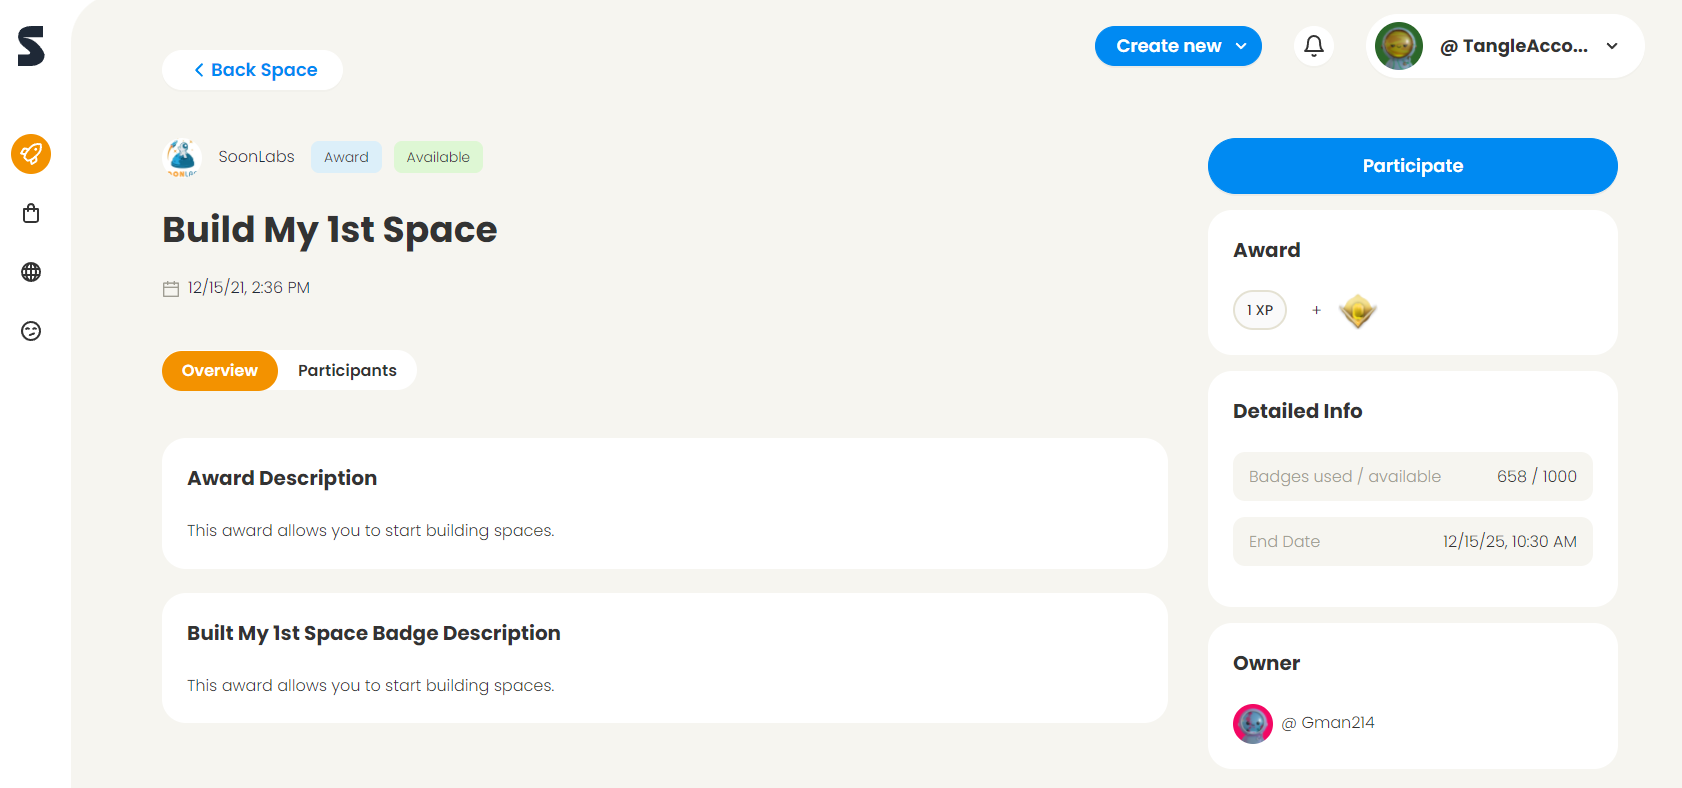 Back Space
Create new
@ TangleAcco...
SoonLabs
Award
Available
Build My 1st Space
12/15/21, 2:36 PM
Overview
Participants
Award Description
This award allows you to start building spaces.
Built My 1st Space Badge Description
This award allows you to start building spaces.
Participate
Award
1 XP
+
Detailed Info
Badges used / available
658 / 1000
End Date
12/15/25, 10:30 AM
Owner
@ Gman214